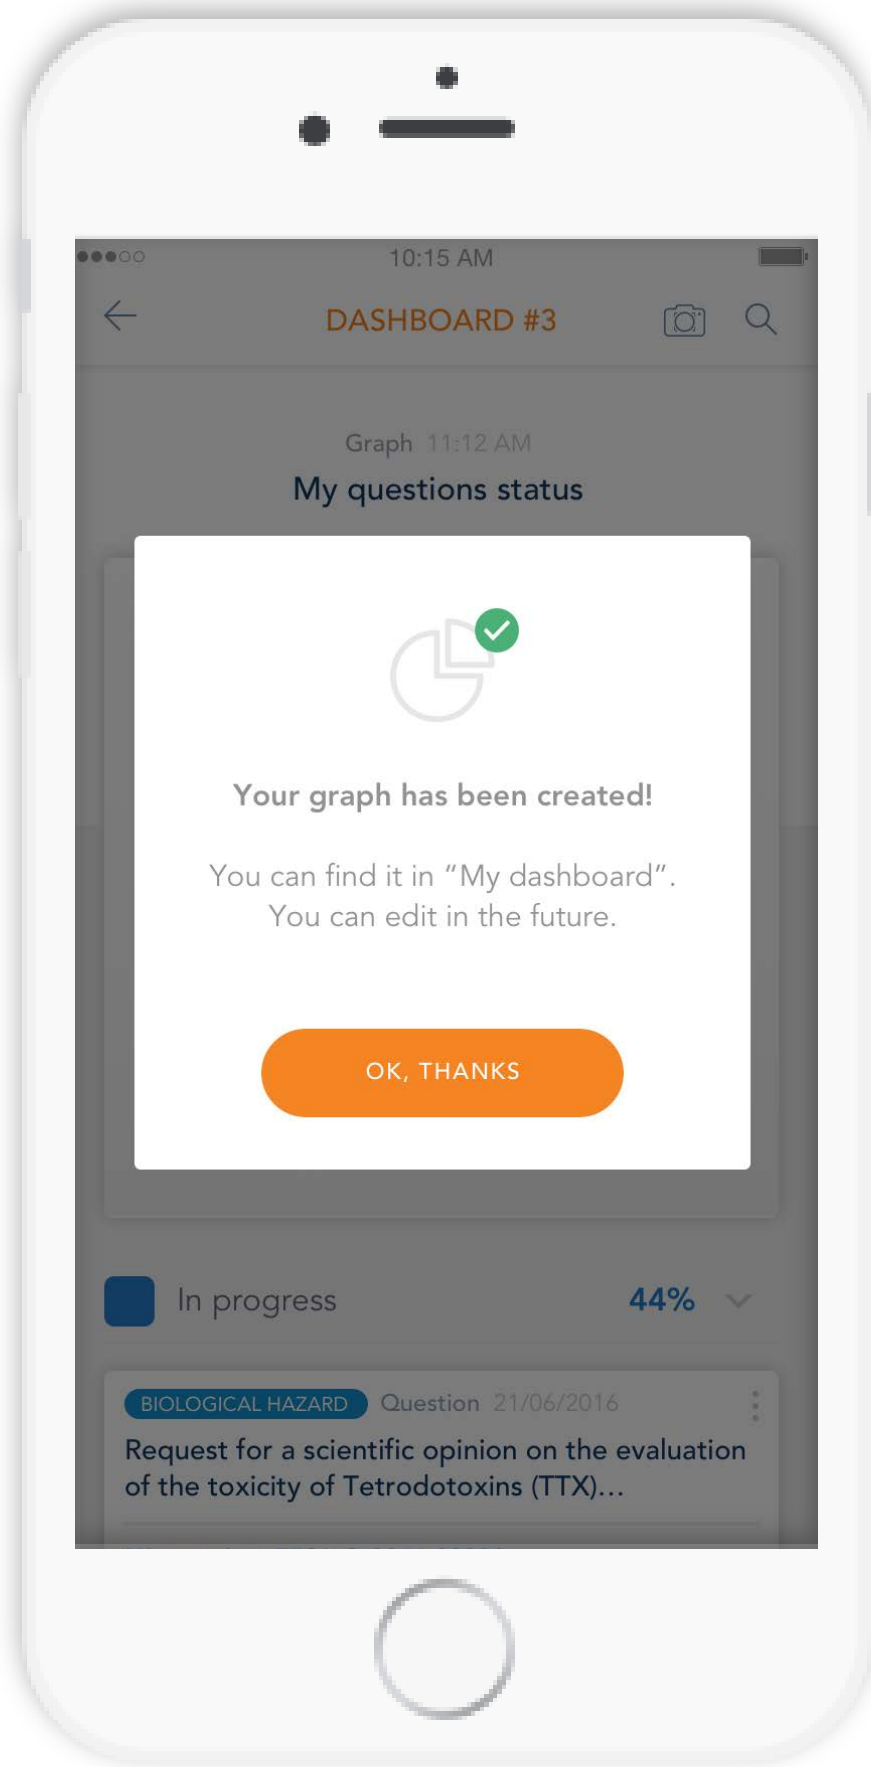 10:15 AM
DASHBOARD #3
Graph 11:12 AM
My questions status
Your graph has been created!
You can find it in “My dashboard”.
You can edit in the future.
OK, THANKS
In progress 44%
BIOLOGICAL HAZARD Question 21/06/2016
Request for a scientific opinion on the evaluation
of the toxicity of Tetrodotoxins (TTX)...